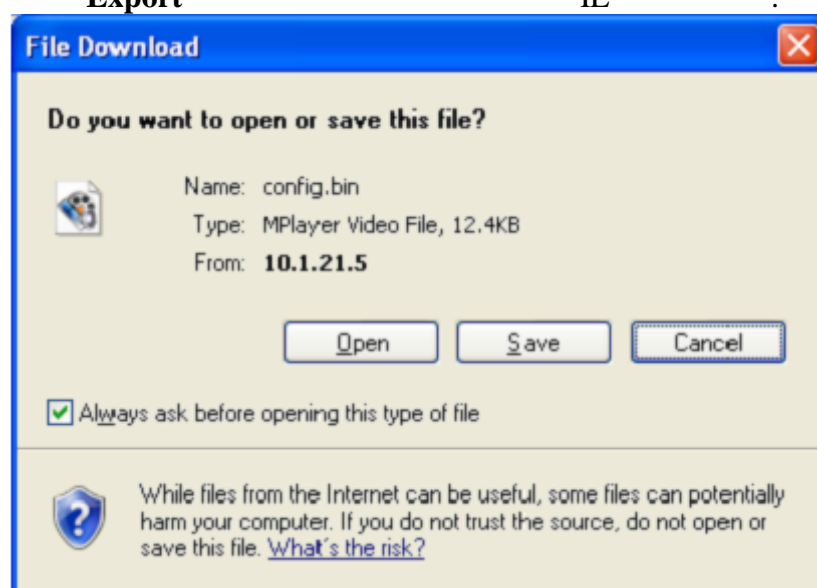 Export IE .
File Download
Do you want to open or save this file?
Name: config.bin
Type: MPlayer Video File, 12.4KB
From: 10.1.21.5
Open Save Cancel
Always ask before opening this type of file
While files from the Internet can be useful, some files can potentially
harm your computer. If you do not trust the source, do not open or
save this file. What's the risk?